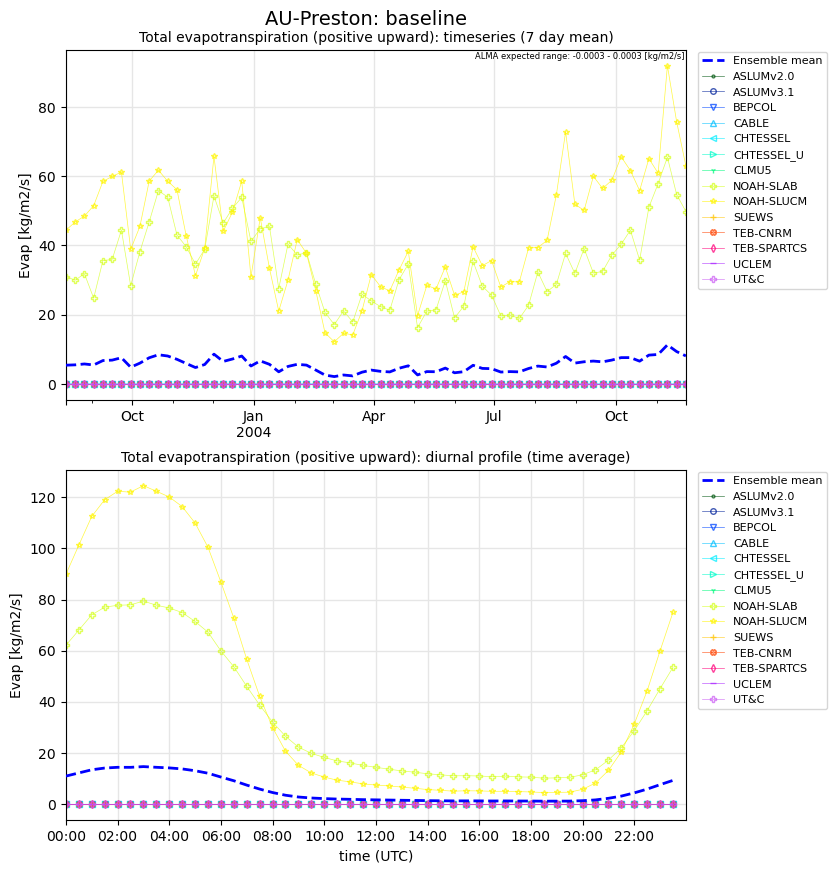 AU-Preston: baseline
Total evapotranspiration (positive upward): timeseries (7 day mean)
ALMA expected range: -0.0003 - 0.0003 [kg/m2/s]
Evap [kg/m2/s]
80
60
40
20
0
Oct
Jan
2004
Apr
Jul
Oct
Ensemble mean
ASLUMv2.0
ASLUMv3.1
BEPCOL
CABLE
CHTESSEL
CHTESSEL_U
CLMU5
NOAH-SLAB
NOAH-SLUCM
SUEWS
TEB-CNRM
TEB-SPARTCS
UCLEM
UT&C
Total evapotranspiration (positive upward): diurnal profile (time average)
Evap [kg/m2/s]
120
100
80
60
40
20
0
00:00
02:00
04:00
06:00
08:00
10:00
12:00
14:00
16:00
18:00
20:00
22:00
time (UTC)
Ensemble mean
ASLUMv2.0
ASLUMv3.1
BEPCOL
CABLE
CHTESSEL
CHTESSEL_U
CLMU5
NOAH-SLAB
NOAH-SLUCM
SUEWS
TEB-CNRM
TEB-SPARTCS
UCLEM
UT&C